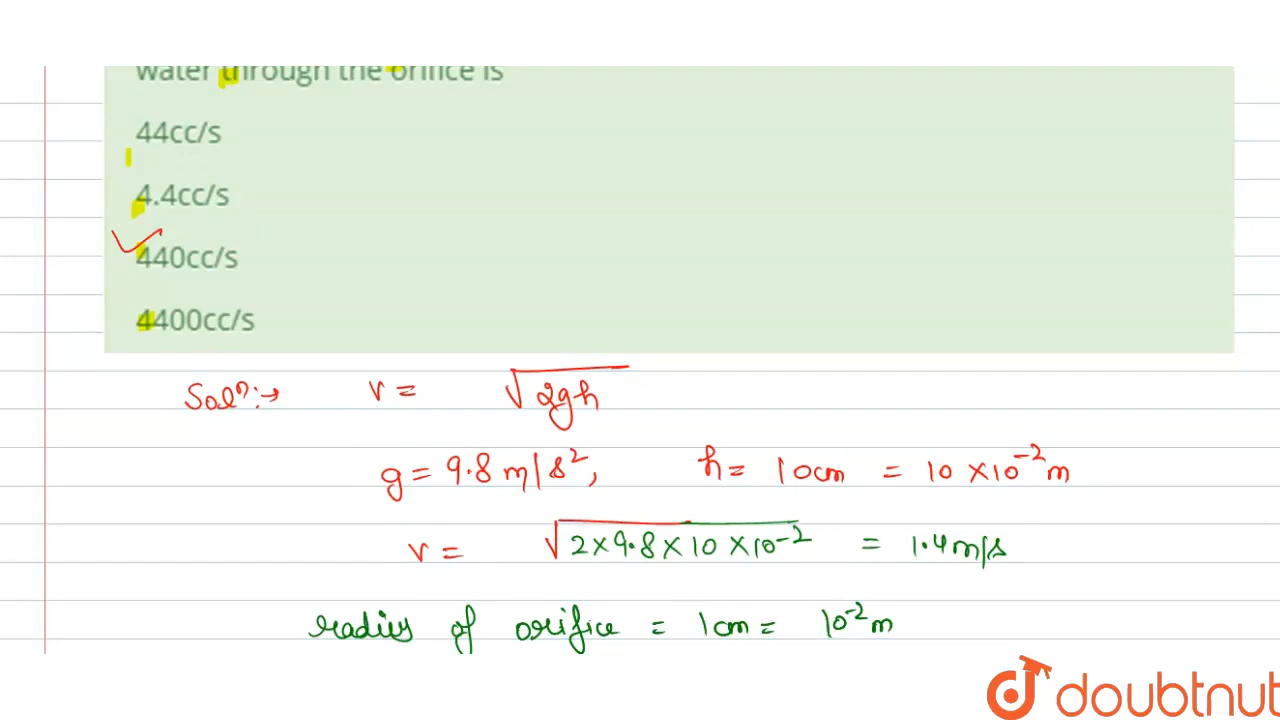 water through the orifice is
44cc/s
4.4cc/s
440cc/s
4400cc/s
Solⁿ:→ v = √2gh
g = 9.8 m/s², h = 10cm = 10 × 10⁻² m
v = √2×9.8×10×10⁻² = 1.4m/s
radius of orifice = 1cm = 10⁻² m
doubtnut